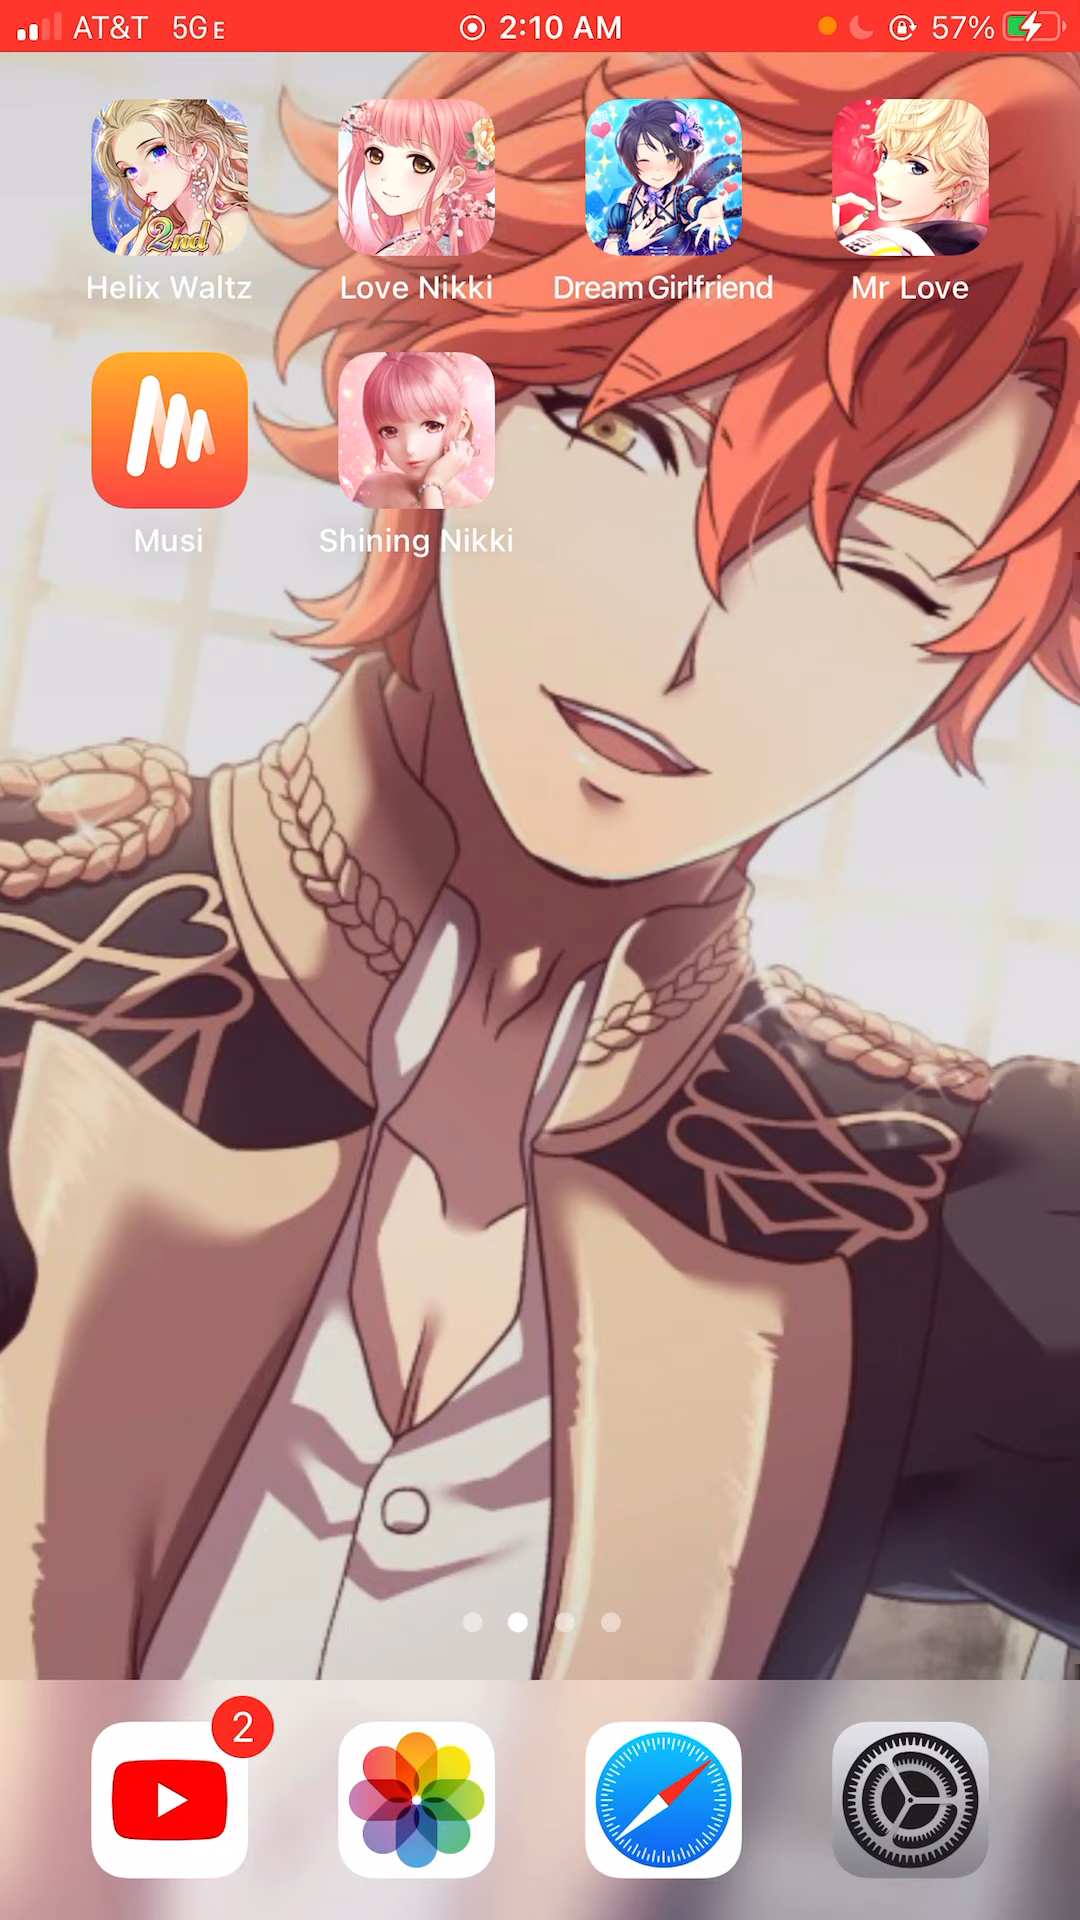 AT&T 5GE 2:10 AM 57%
2nd
Helix Waltz Love Nikki Dream Girlfriend Mr Love
Musi Shining Nikki
2